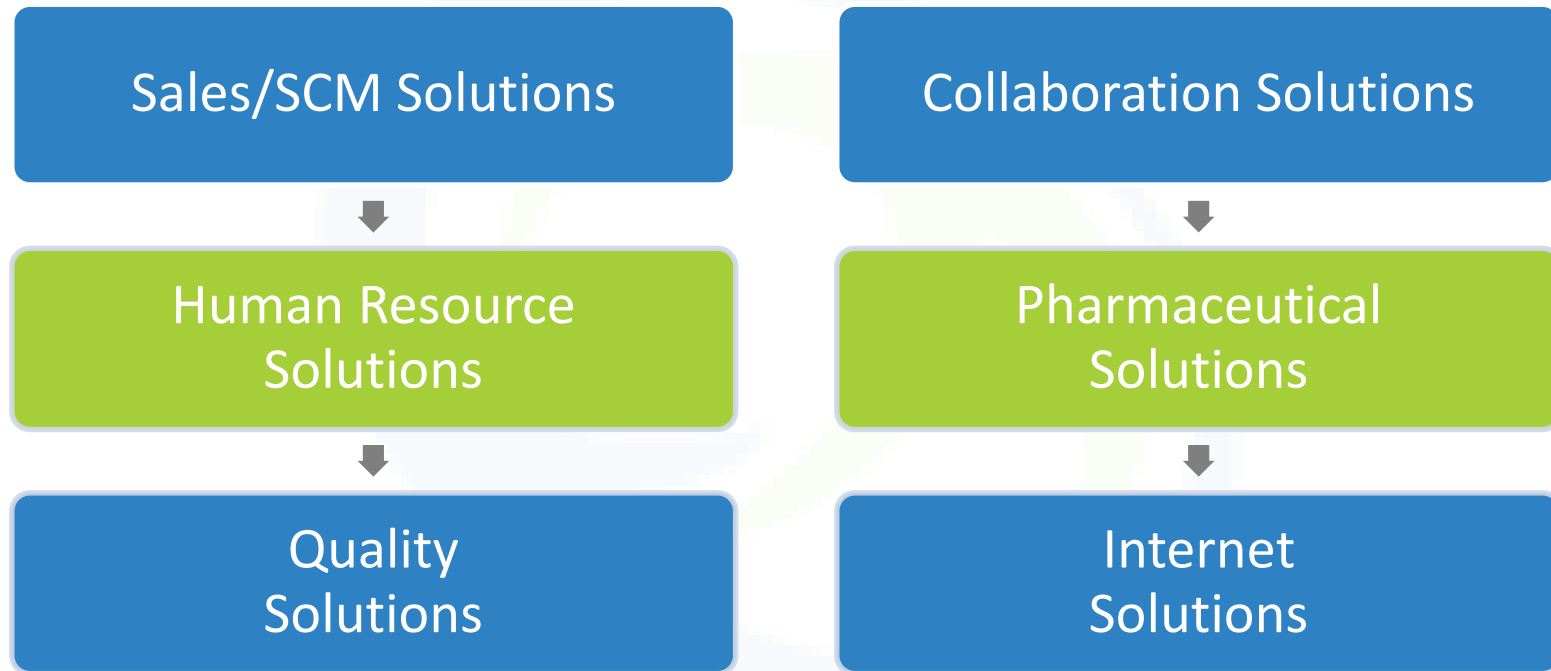 Sales/SCM Solutions
Human Resource
Solutions
Quality
Solutions
Collaboration Solutions
Pharmaceutical
Solutions
Internet
Solutions